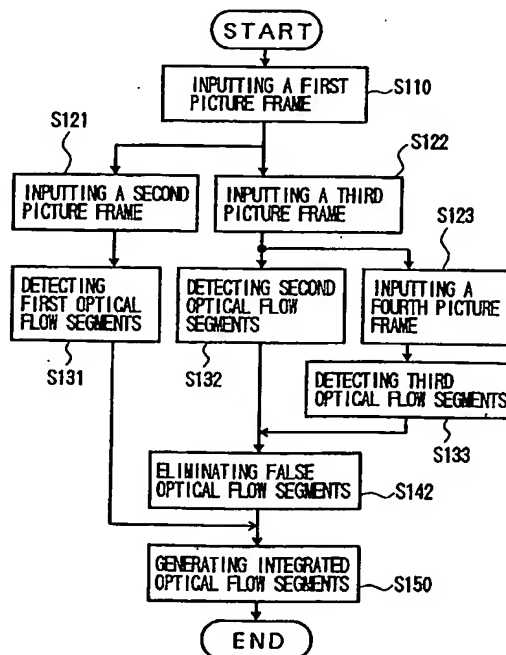 START
INPUTTING A FIRST
PICTURE FRAME
S110
S121
S122
INPUTTING A SECOND
PICTURE FRAME
INPUTTING A THIRD
PICTURE FRAME
S123
DETECTING
FIRST OPTICAL
FLOW SEGMENTS
DETECTING SECOND
OPTICAL FLOW
SEGMENTS
INPUTTING A
FOURTH PICTURE
FRAME
S131
S132
DETECTING THIRD
OPTICAL FLOW SEGMENTS
S133
ELIMINATING FALSE
OPTICAL FLOW SEGMENTS
S142
GENERATING INTEGRATED
OPTICAL FLOW SEGMENTS
S150
END